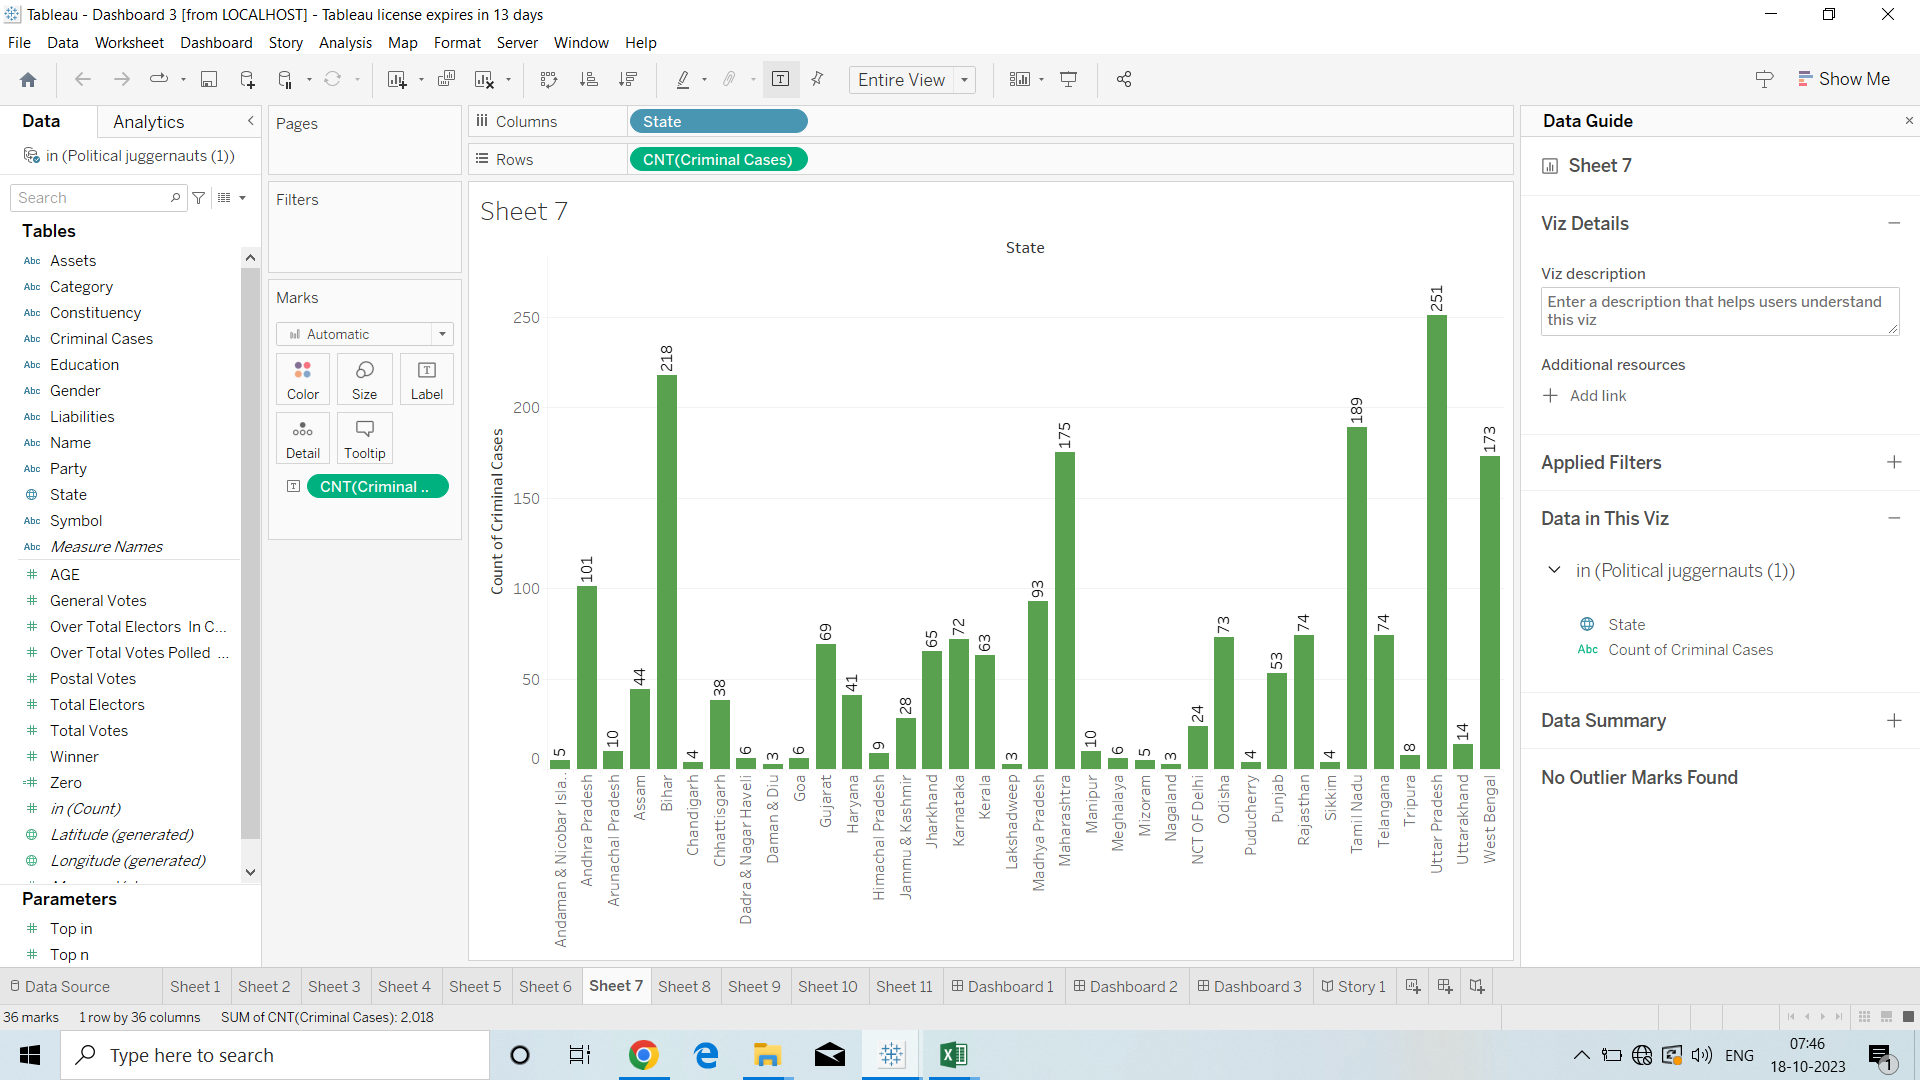 Tableau - Dashboard 3 [from LOCALHOST] - Tableau license expires in 13 days
File Data Worksheet Dashboard Story Analysis Map Format Server Window Help
Entire View
Show Me
Data
Analytics
in (Political juggernauts (1))
Search
Tables
Abc Assets
Abc Category
Abc Constituency
Abc Criminal Cases
Abc Education
Abc Gender
Abc Liabilities
Abc Name
Abc Party
State
Abc Symbol
Abc Measure Names
# AGE
# General Votes
# Over Total Electors In C...
# Over Total Votes Polled ...
# Postal Votes
# Total Electors
# Total Votes
# Winner
=# Zero
# in (Count)
Latitude (generated)
Longitude (generated)
Parameters
# Top in
# Top n
Pages
Filters
Marks
Automatic
Color
Size
Label
Detail
Tooltip
CNT(Criminal ..
Columns
State
Rows
CNT(Criminal Cases)
Sheet 7
State
Count of Criminal Cases
250
200
150
100
50
0
5
101
10
44
218
4
38
6
3
6
69
41
9
28
65
72
63
3
93
175
10
6
5
3
24
73
4
53
74
4
189
74
8
251
14
173
Andaman & Nicobar Isla..
Andhra Pradesh
Arunachal Pradesh
Assam
Bihar
Chandigarh
Chhattisgarh
Dadra & Nagar Haveli
Daman & Diu
Goa
Gujarat
Haryana
Himachal Pradesh
Jammu & Kashmir
Jharkhand
Karnataka
Kerala
Lakshadweep
Madhya Pradesh
Maharashtra
Manipur
Meghalaya
Mizoram
Nagaland
NCT OF Delhi
Odisha
Puducherry
Punjab
Rajasthan
Sikkim
Tamil Nadu
Telangana
Tripura
Uttar Pradesh
Uttarakhand
West Bengal
Data Guide
Sheet 7
Viz Details
Viz description
Enter a description that helps users understand
this viz
Additional resources
Add link
Applied Filters
Data in This Viz
in (Political juggernauts (1))
State
Abc Count of Criminal Cases
Data Summary
No Outlier Marks Found
Data Source
Sheet 1
Sheet 2
Sheet 3
Sheet 4
Sheet 5
Sheet 6
Sheet 7
Sheet 8
Sheet 9
Sheet 10
Sheet 11
Dashboard 1
Dashboard 2
Dashboard 3
Story 1
36 marks 1 row by 36 columns SUM of CNT(Criminal Cases): 2,018
Type here to search
ENG
07:46
18-10-2023
1